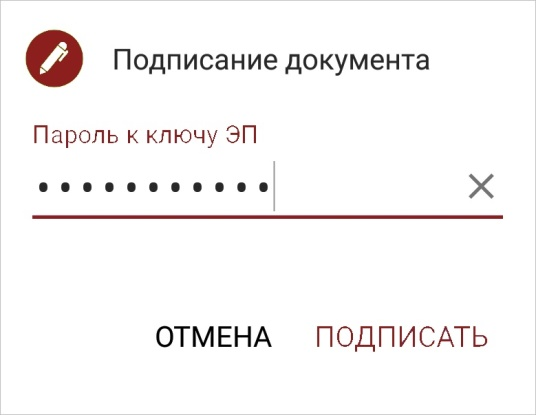 Подписание документа
Пароль к ключу ЭП
•••••••••••
ОТМЕНА ПОДПИСАТЬ